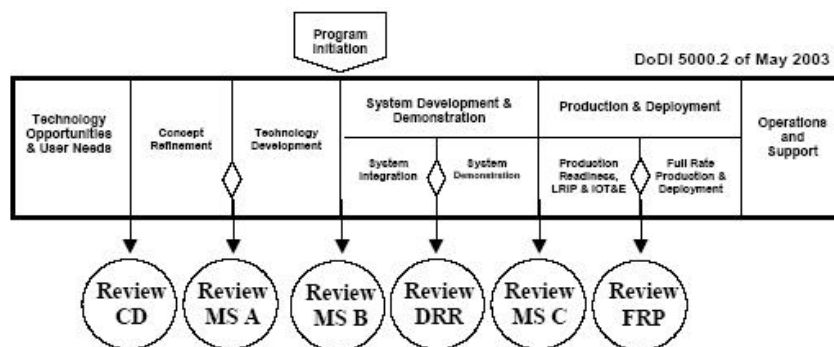 Program
Initiation
DoDI 5000.2 of May 2003
Technology
Opportunities
& User Needs
Concept
Refinement
Technology
Development
System Development &
Demonstration
System
Integration
System
Demonstration
Production & Deployment
Production
Readiness,
LRIP & IOT&E
Full Rate
Production &
Deployment
Operations
and
Support
Review
CD
Review
MS A
Review
MS B
Review
DRR
Review
MS C
Review
FRP